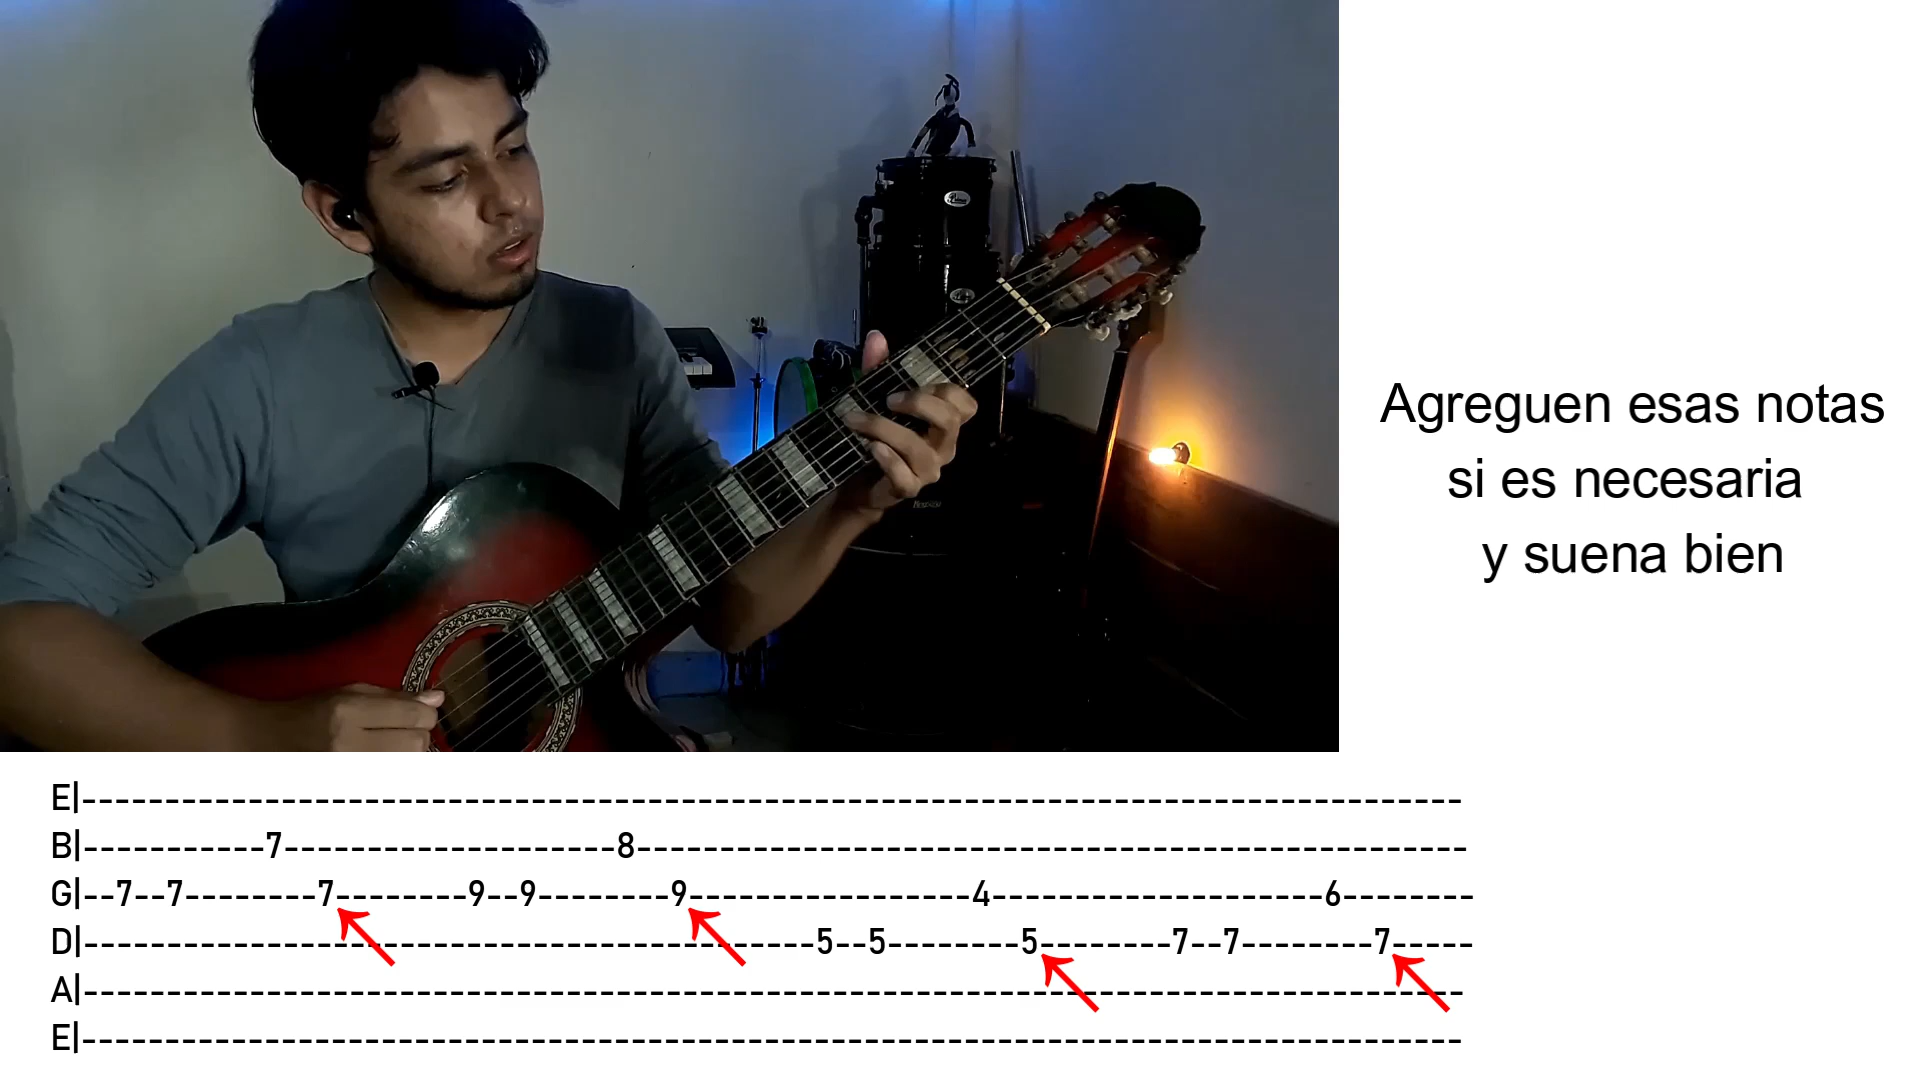 Agreguen esas notas
si es necesaria
y suena bien
E|------------------------------------------------------------------------------------
B|-----------7--------------------8---------------------------------------------------
G|--7--7--------7--------9--9--------9-----------------4---------------------6--------
D|---------------------------------------------5--5--------5--------7--7--------7-----
A|------------------------------------------------------------------------------------
E|------------------------------------------------------------------------------------